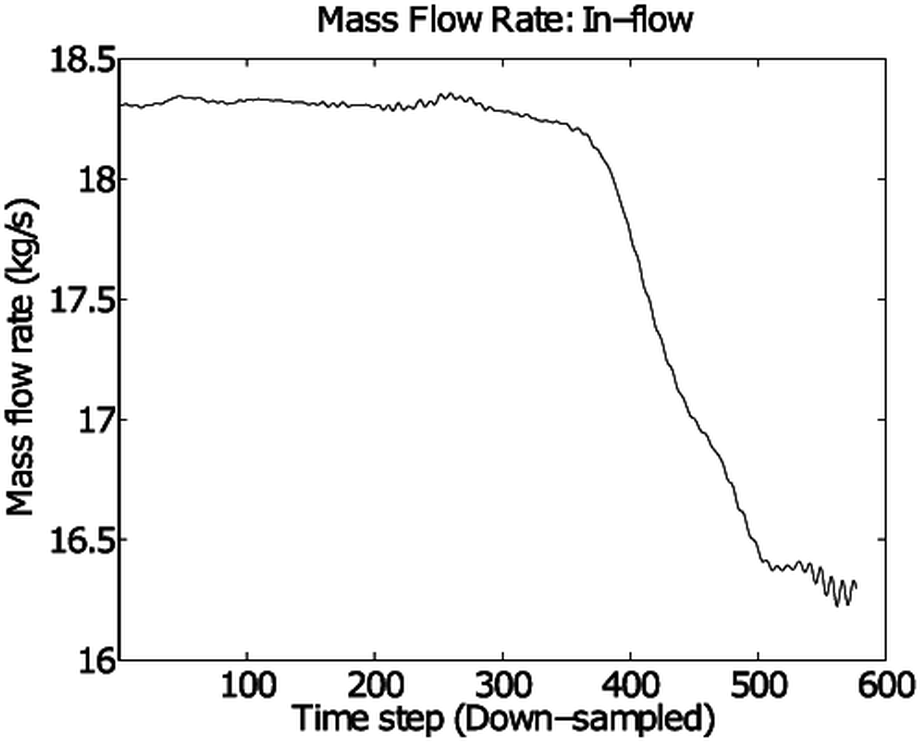 Mass Flow Rate: In−flow
18.5
18
17.5
17
16.5
16
Mass flow rate (kg/s)
100 200 300 400 500 600
Time step (Down−sampled)